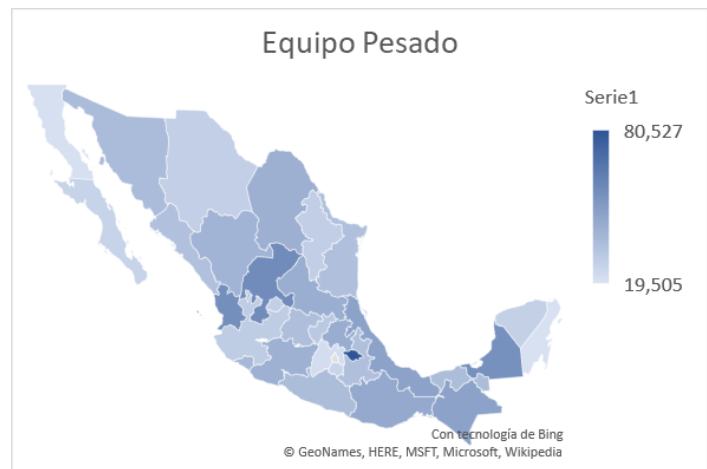 Equipo Pesado
Serie1
80,527
19,505
Con tecnología de Bing
© GeoNames, HERE, MSFT, Microsoft, Wikipedia